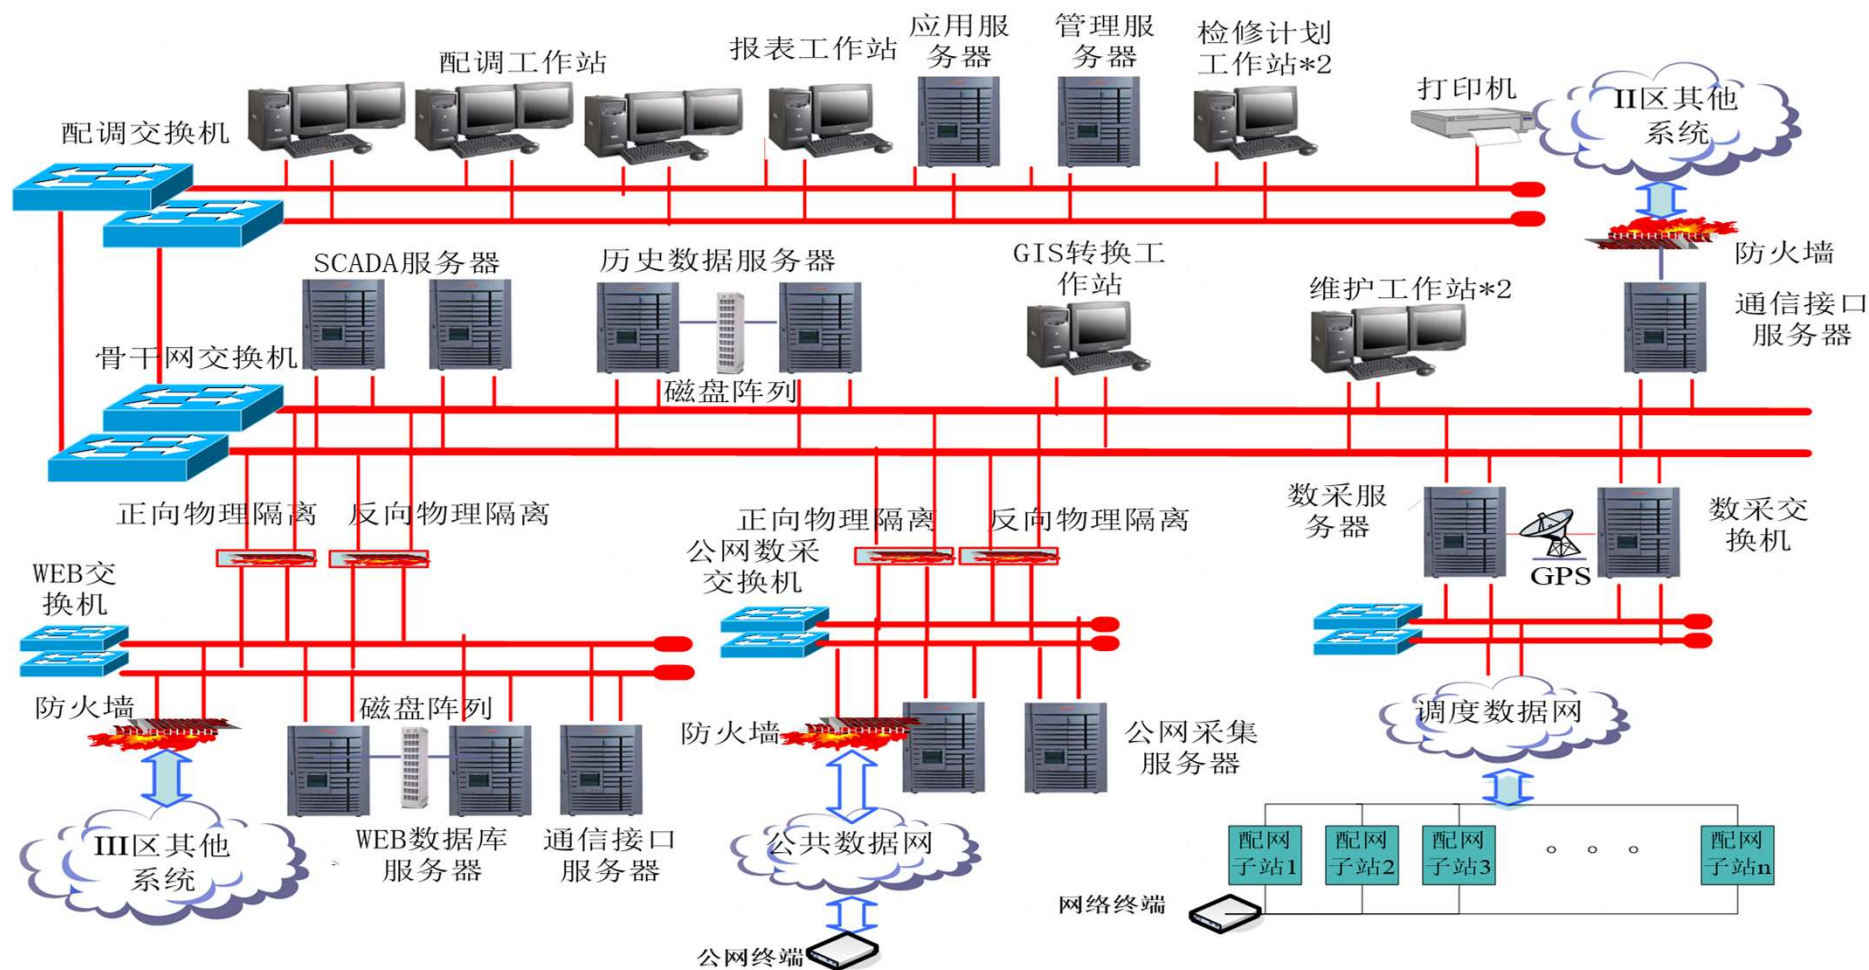 配调工作站
报表工作站
应用服
务器
管理服
务器
检修计划
工作站*2
打印机
II区其他
系统
配调交换机
防火墙
SCADA服务器
历史数据服务器
GIS转换工
作站
维护工作站*2
通信接口
服务器
骨干网交换机
磁盘阵列
正向物理隔离
反向物理隔离
正向物理隔离
反向物理隔离
数采服
务器
数采交
换机
GPS
WEB交
换机
公网数采
交换机
防火墙
磁盘阵列
防火墙
公网采集
服务器
调度数据网
III区其他
系统
WEB数据库
服务器
通信接口
服务器
公共数据网
配网
子站1
配网
子站2
配网
子站3
。。。
配网
子站n
网络终端
公网终端